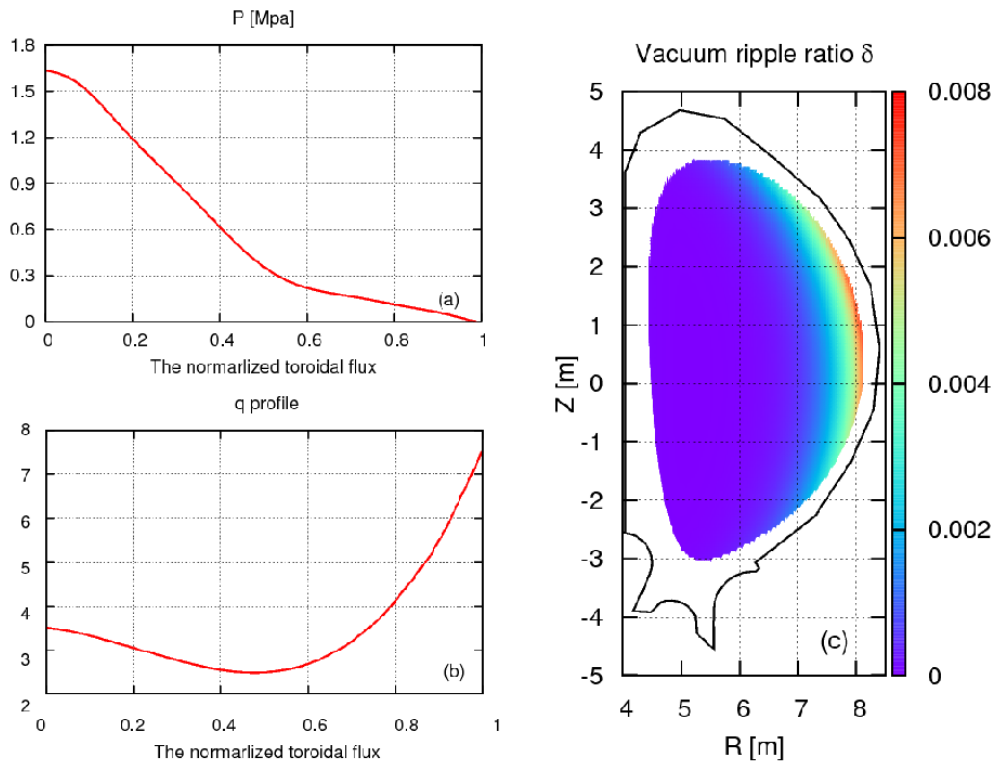 P [Mpa]
1.8
1.5
1.2
0.9
0.6
0.3
0
(a)
0 0.2 0.4 0.6 0.8 1
The normarlized toroidal flux
q profile
8
7
6
5
4
3
2
(b)
0 0.2 0.4 0.6 0.8 1
The normarlized toroidal flux
Vacuum ripple ratio δ
5
4
3
2
1
0
-1
-2
-3
-4
-5
Z [m]
(c)
4 5 6 7 8
R [m]
0.008
0.006
0.004
0.002
0